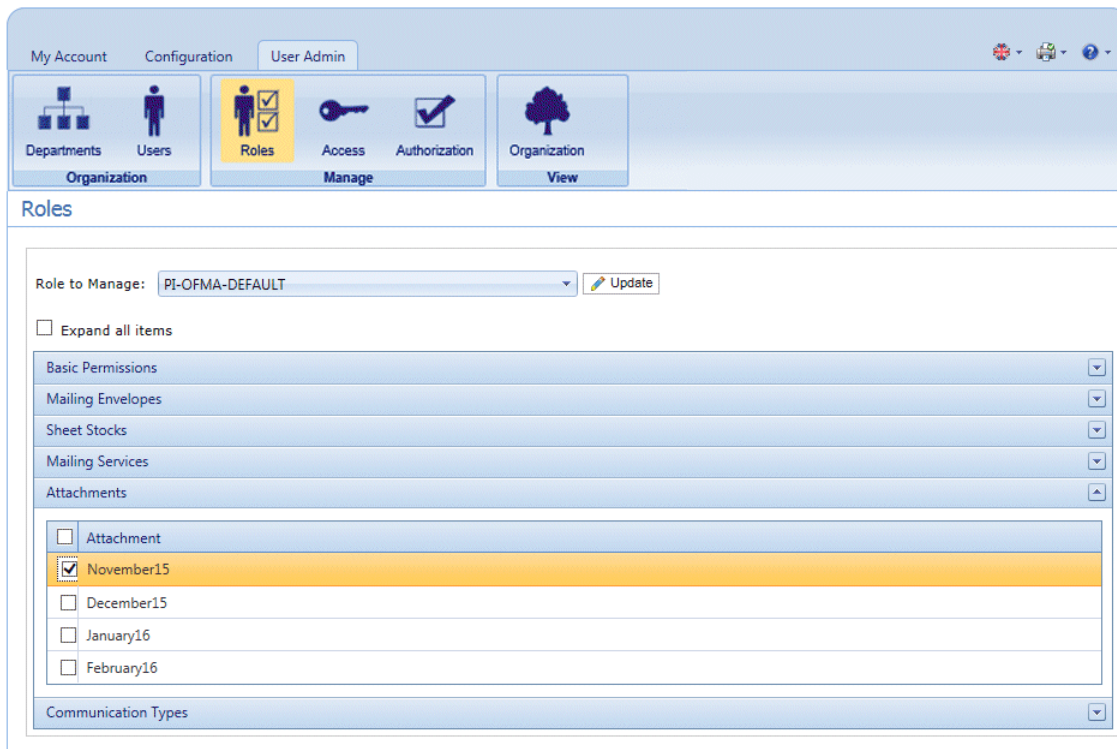 My Account Configuration User Admin
Departments Users Roles Access Authorization Organization
Organization Manage View
Roles
Role to Manage: PI-OFMA-DEFAULT Update
Expand all items
Basic Permissions
Mailing Envelopes
Sheet Stocks
Mailing Services
Attachments
Attachment
November15
December15
January16
February16
Communication Types